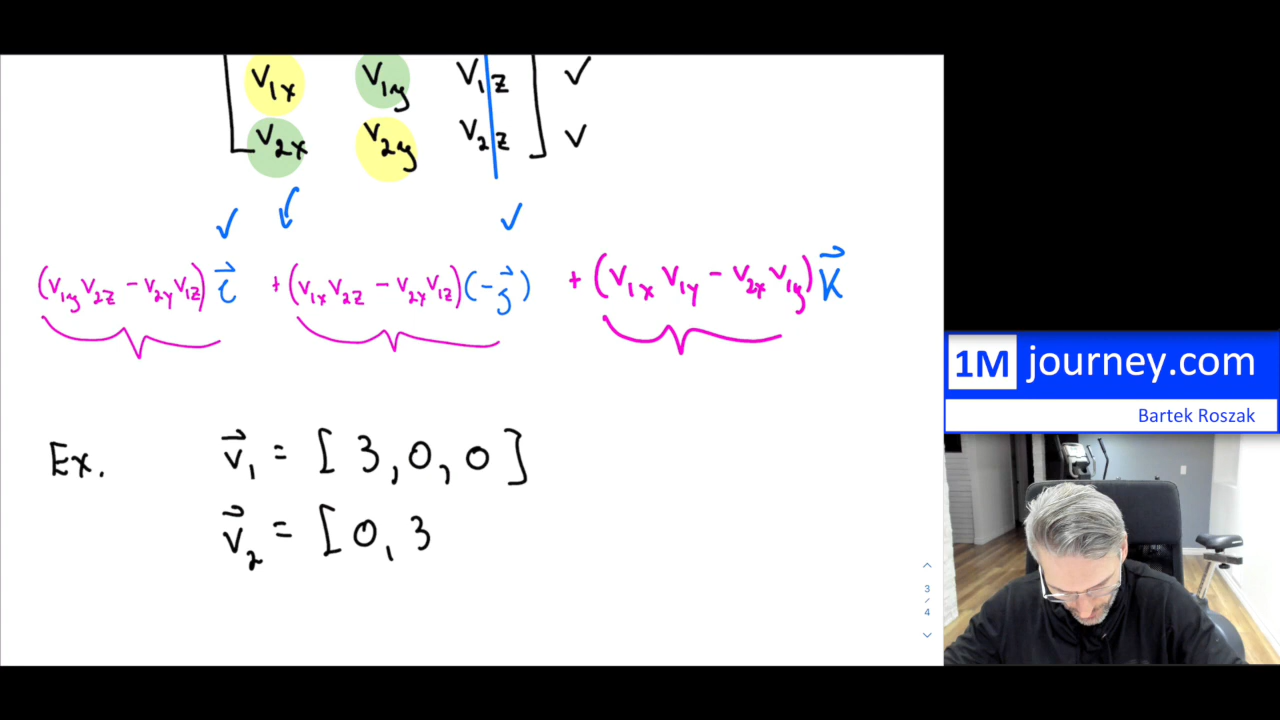 V₁ₓ V₁y V₁z ✓
V₂ₓ V₂y V₂z ✓
(V₁y V₂z − V₂y V₁z) i⃗ + (V₁ₓ V₂z − V₂ₓ V₁z)(−j⃗) + (V₁ₓ V₁y − V₂ₓ V₁y) k⃗
1M journey.com
Bartek Roszak
Ex. v⃗₁ = [ 3, 0, 0 ]
v⃗₂ = [ 0, 3
3
/
4